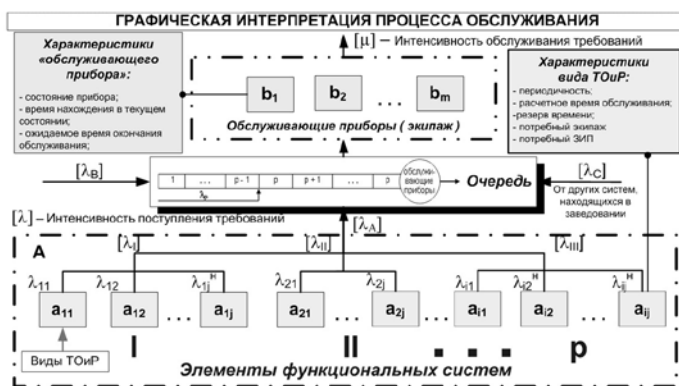 ГРАФИЧЕСКАЯ ИНТЕРПРЕТАЦИЯ ПРОЦЕССА ОБСЛУЖИВАНИЯ
Характеристики
«обслуживающего
прибора»:
- состояние прибора;
- время нахождения в текущем
состоянии;
- ожидаемое время окончания
обслуживания;
[μ] – Интенсивность обслуживания требований
b1 b2 ... bm
Обслуживающие приборы ( экипаж )
Характеристики
вида ТОиР:
- периодичность;
- расчетное время обслуживания;
-резерв времени;
- потребный экипаж
- потребный ЗИП
[λB]
1 ... p - 1 p p + 1 ... p
обслужи-
вающие
приборы
λp
Очередь
[λC]
От других систем,
находящихся в
заведовании
[λ] – Интенсивность поступления требований
[λA]
A
[λI] [λII] [λIII]
λ11 λ12 λ1j н λ21 λ2j λi1 λi2 н λij н
a11 a12 ... a1j a21 ... a2j ai1 ai2 ... aij
Виды ТОиР
I II p
Элементы функциональных систем